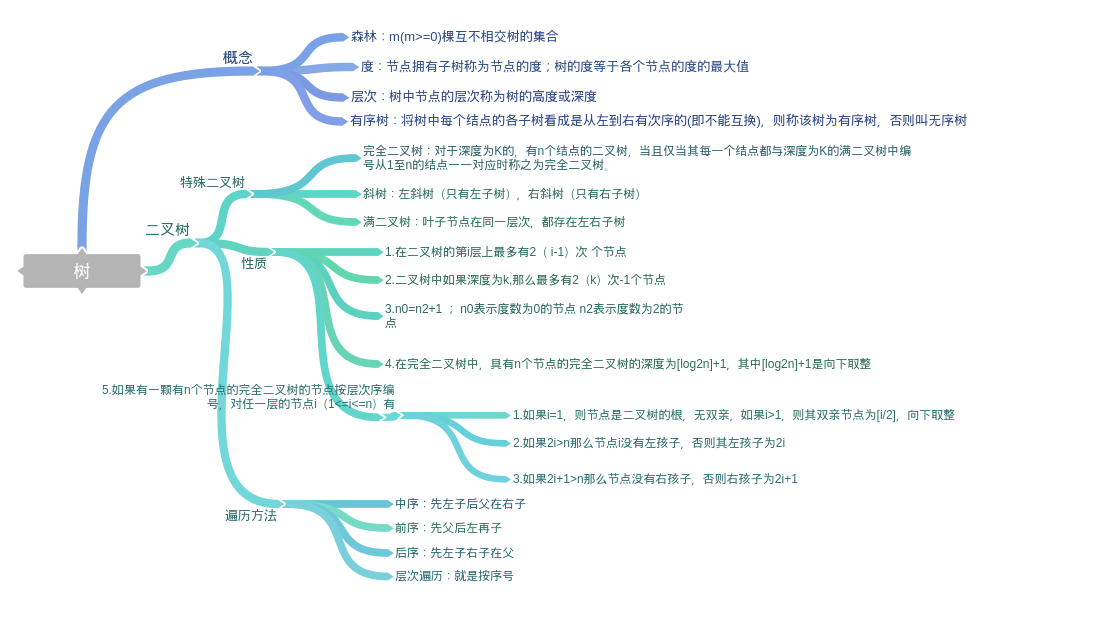 树
概念
森林：m(m>=0)棵互不相交树的集合
度：节点拥有子树称为节点的度；树的度等于各个节点的度的最大值
层次：树中节点的层次称为树的高度或深度
有序树：将树中每个结点的各子树看成是从左到右有次序的(即不能互换)，则称该树为有序树，否则叫无序树
二叉树
特殊二叉树
完全二叉树：对于深度为K的，有n个结点的二叉树，当且仅当其每一个结点都与深度为K的满二叉树中编
号从1至n的结点一一对应时称之为完全二叉树。
斜树：左斜树（只有左子树），右斜树（只有右子树）
满二叉树：叶子节点在同一层次，都存在左右子树
性质
1.在二叉树的第i层上最多有2（ i-1）次 个节点
2.二叉树中如果深度为k,那么最多有2（k）次-1个节点
3.n0=n2+1 ；n0表示度数为0的节点 n2表示度数为2的节
点
4.在完全二叉树中，具有n个节点的完全二叉树的深度为[log2n]+1，其中[log2n]+1是向下取整
5.如果有一颗有n个节点的完全二叉树的节点按层次序编
号，对任一层的节点i（1<=i<=n）有
1.如果i=1，则节点是二叉树的根，无双亲，如果i>1，则其双亲节点为[i/2]，向下取整
2.如果2i>n那么节点i没有左孩子，否则其左孩子为2i
3.如果2i+1>n那么节点没有右孩子，否则右孩子为2i+1
遍历方法
中序：先左子后父在右子
前序：先父后左再子
后序：先左子右子在父
层次遍历：就是按序号